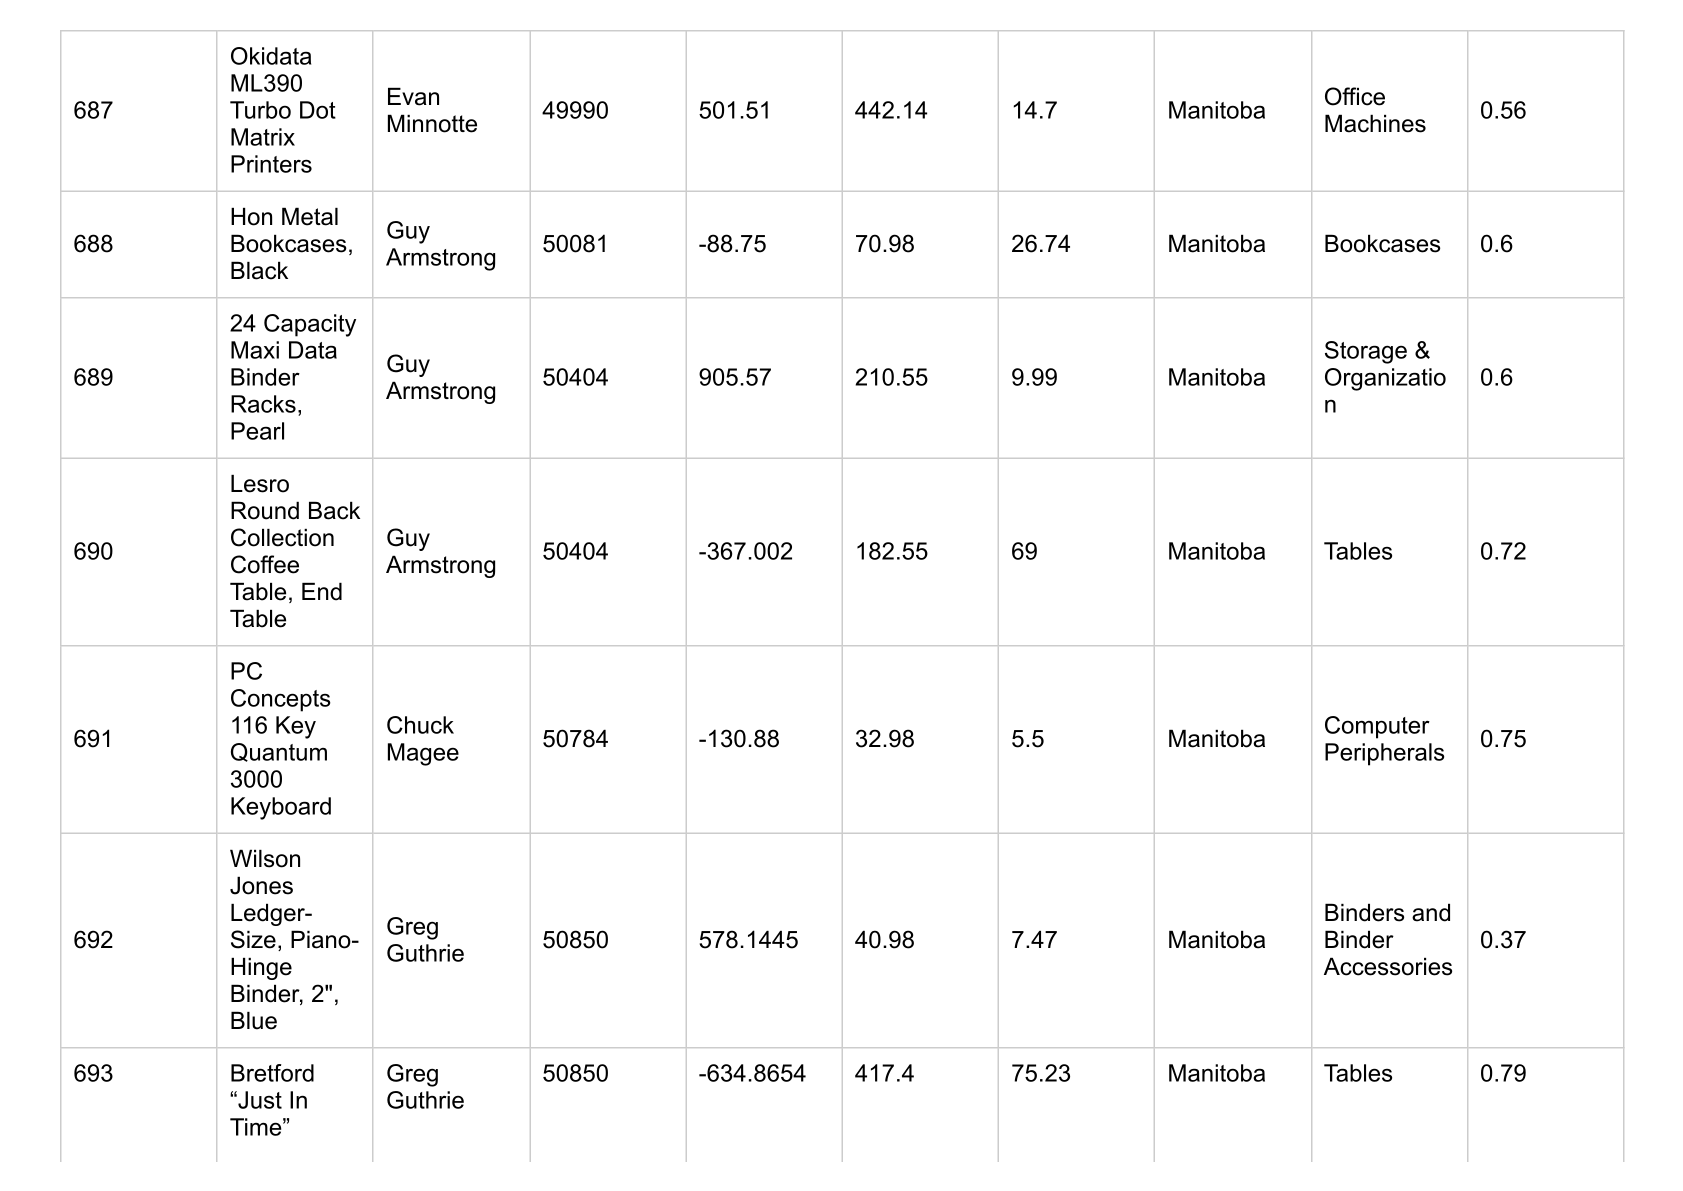 687
Okidata
ML390
Turbo Dot
Matrix
Printers
Evan
Minnotte
49990
501.51
442.14
14.7
Manitoba
Office
Machines
0.56
688
Hon Metal
Bookcases,
Black
Guy
Armstrong
50081
-88.75
70.98
26.74
Manitoba
Bookcases
0.6
689
24 Capacity
Maxi Data
Binder
Racks,
Pearl
Guy
Armstrong
50404
905.57
210.55
9.99
Manitoba
Storage &
Organizatio
n
0.6
690
Lesro
Round Back
Collection
Coffee
Table, End
Table
Guy
Armstrong
50404
-367.002
182.55
69
Manitoba
Tables
0.72
691
PC
Concepts
116 Key
Quantum
3000
Keyboard
Chuck
Magee
50784
-130.88
32.98
5.5
Manitoba
Computer
Peripherals
0.75
692
Wilson
Jones
Ledger-
Size, Piano-
Hinge
Binder, 2",
Blue
Greg
Guthrie
50850
578.1445
40.98
7.47
Manitoba
Binders and
Binder
Accessories
0.37
693
Bretford
“Just In
Time”
Greg
Guthrie
50850
-634.8654
417.4
75.23
Manitoba
Tables
0.79